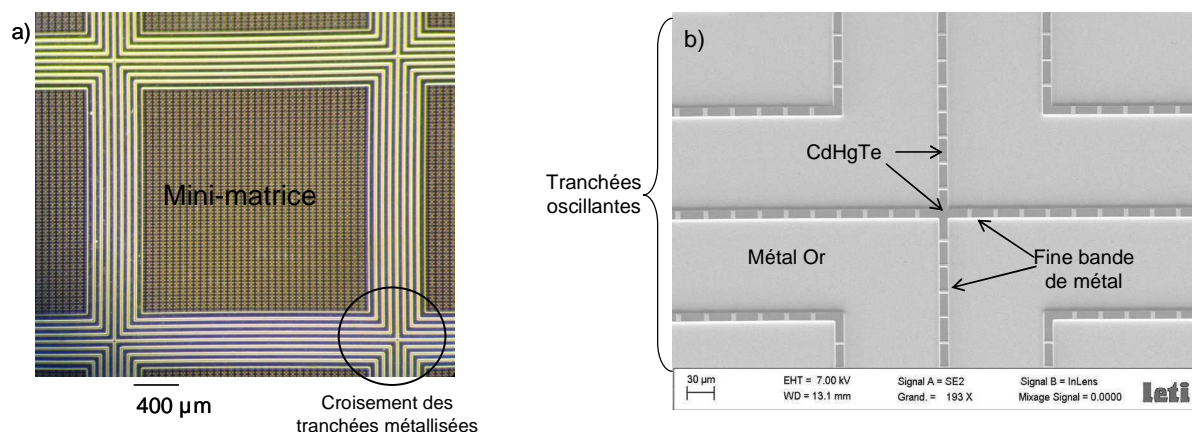 a)
Mini-matrice
400 µm
Croisement des
tranchées métallisées
Tranchées
oscillantes
b)
CdHgTe
Métal Or
Fine bande
de métal
30 µm
EHT = 7.00 kV
WD = 13.1 mm
Signal A = SE2
Grand. = 193 X
Signal B = InLens
Mixage Signal = 0.0000
leti